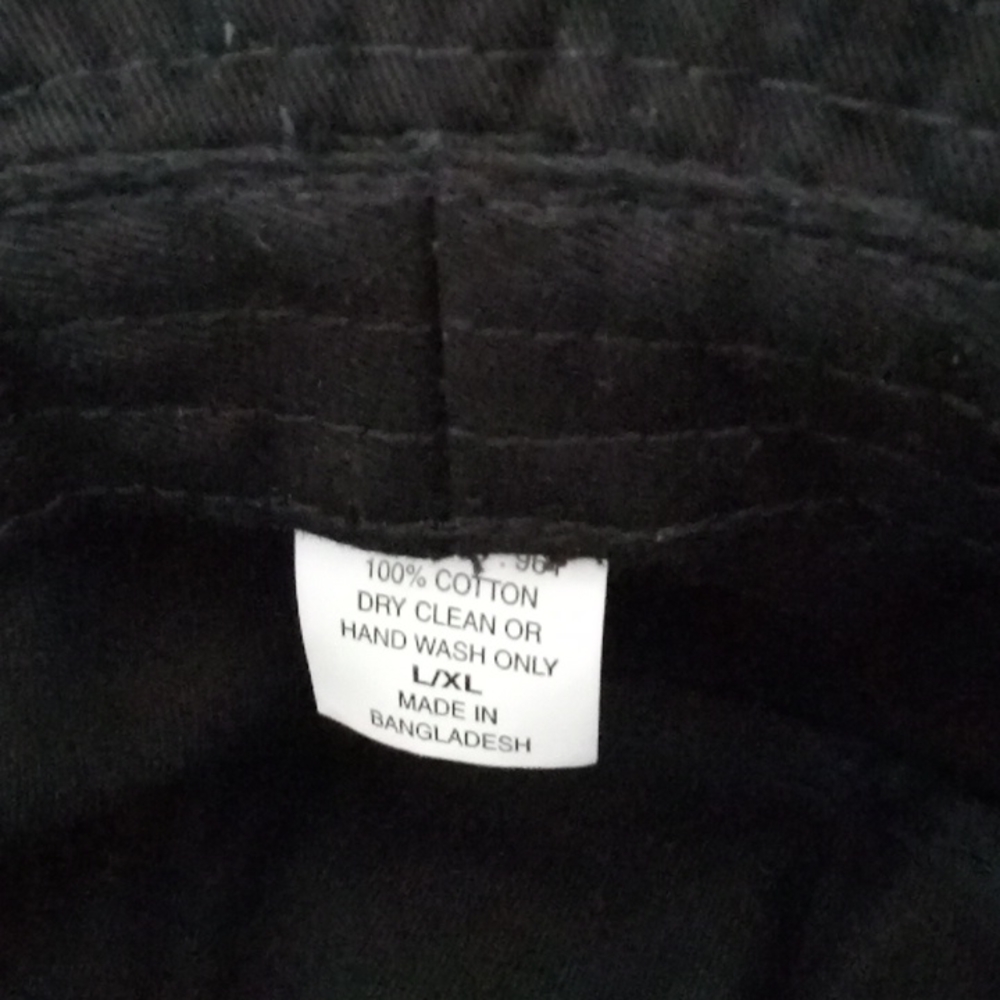 100% COTTON
DRY CLEAN OR
HAND WASH ONLY
L/XL
MADE IN
BANGLADESH